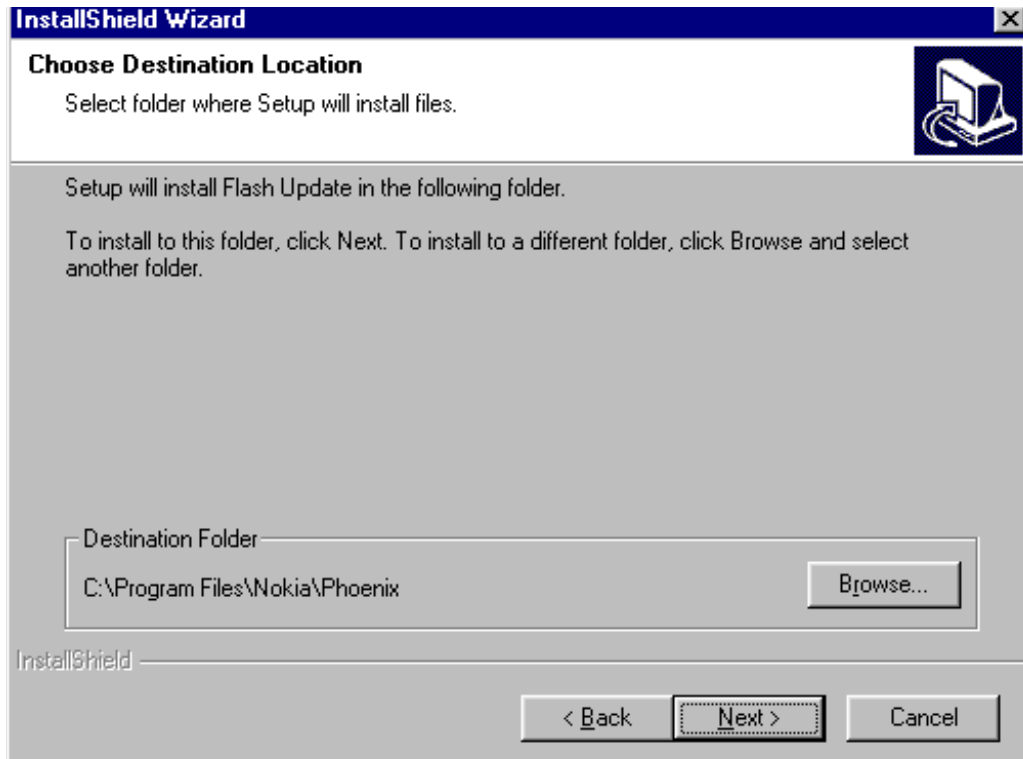 InstallShield Wizard
Choose Destination Location
Select folder where Setup will install files.
Setup will install Flash Update in the following folder.
To install to this folder, click Next. To install to a different folder, click Browse and select
another folder.
Destination Folder
C:\Program Files\Nokia\Phoenix
Browse...
InstallShield
< Back
Next >
Cancel